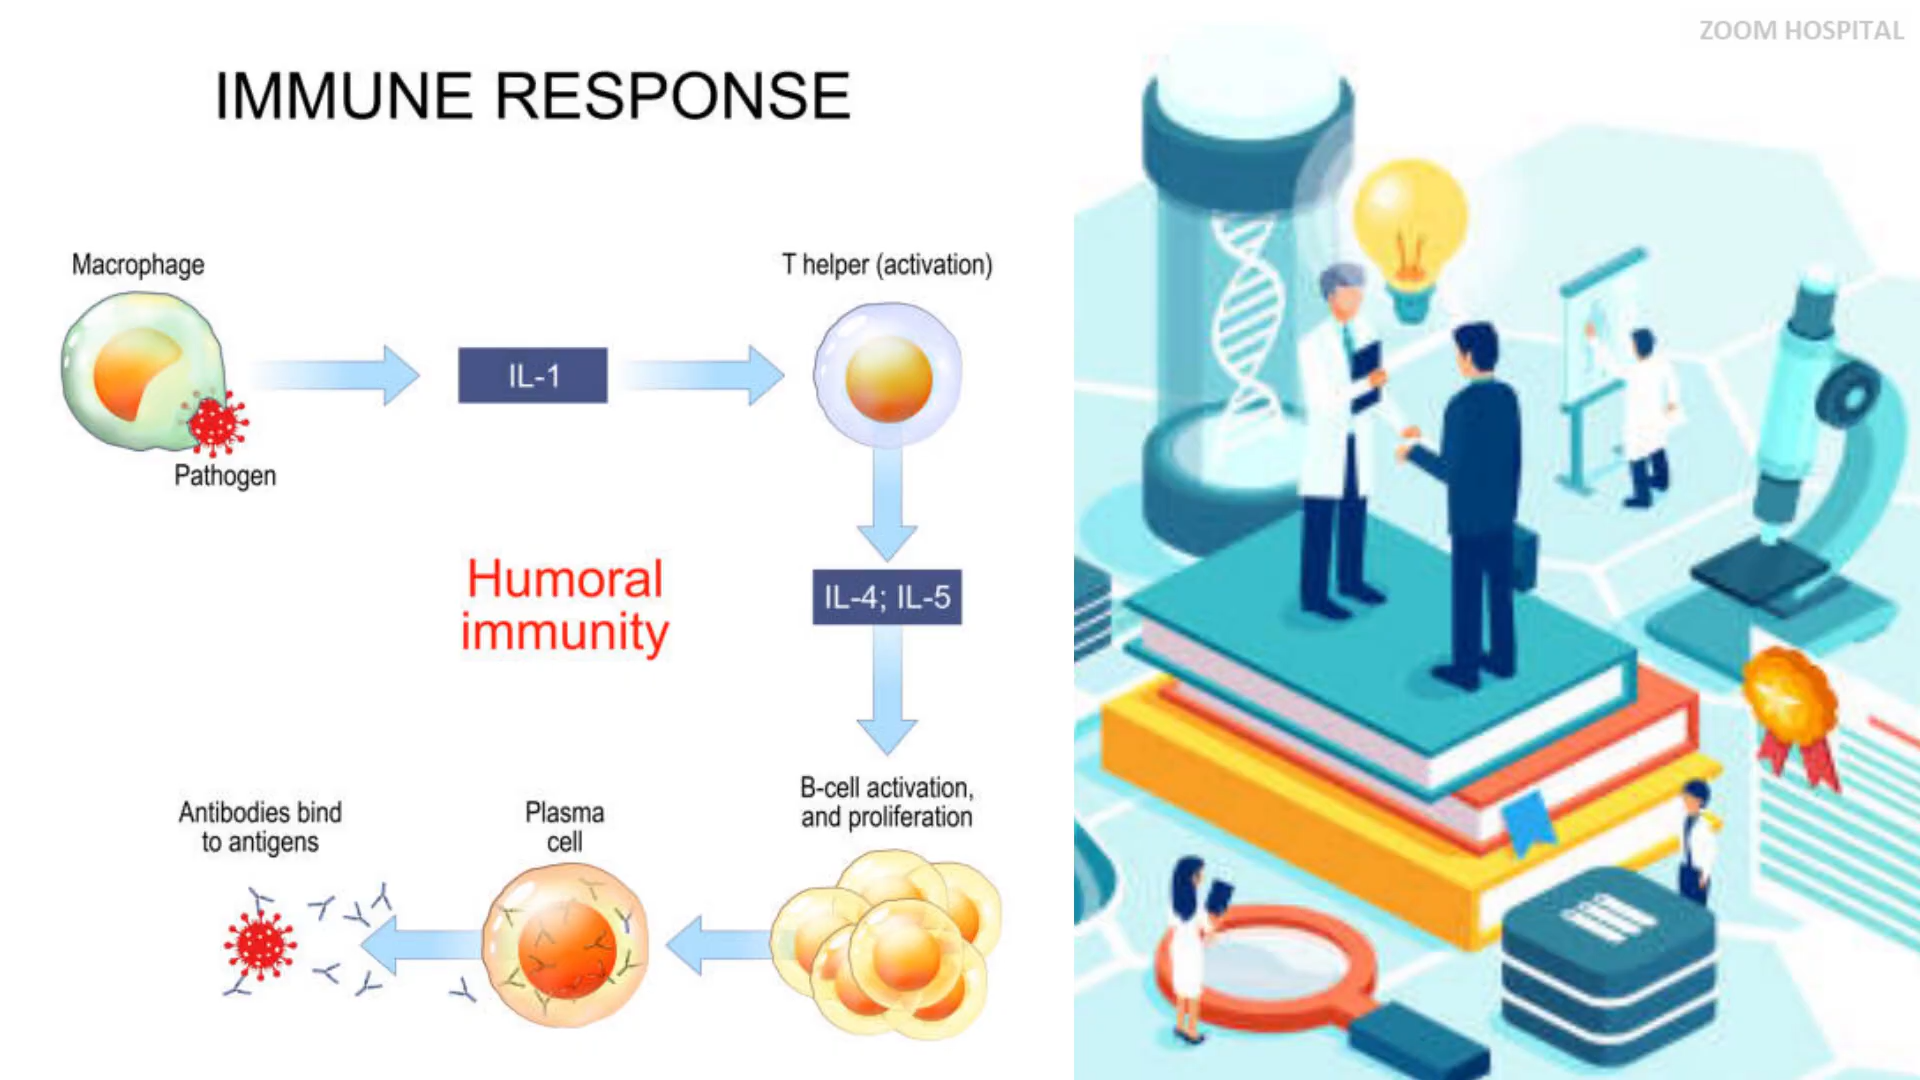 ZOOM HOSPITAL
IMMUNE RESPONSE
Macrophage
T helper (activation)
IL-1
Pathogen
Humoral
immunity
IL-4; IL-5
B-cell activation,
and proliferation
Antibodies bind
to antigens
Plasma
cell